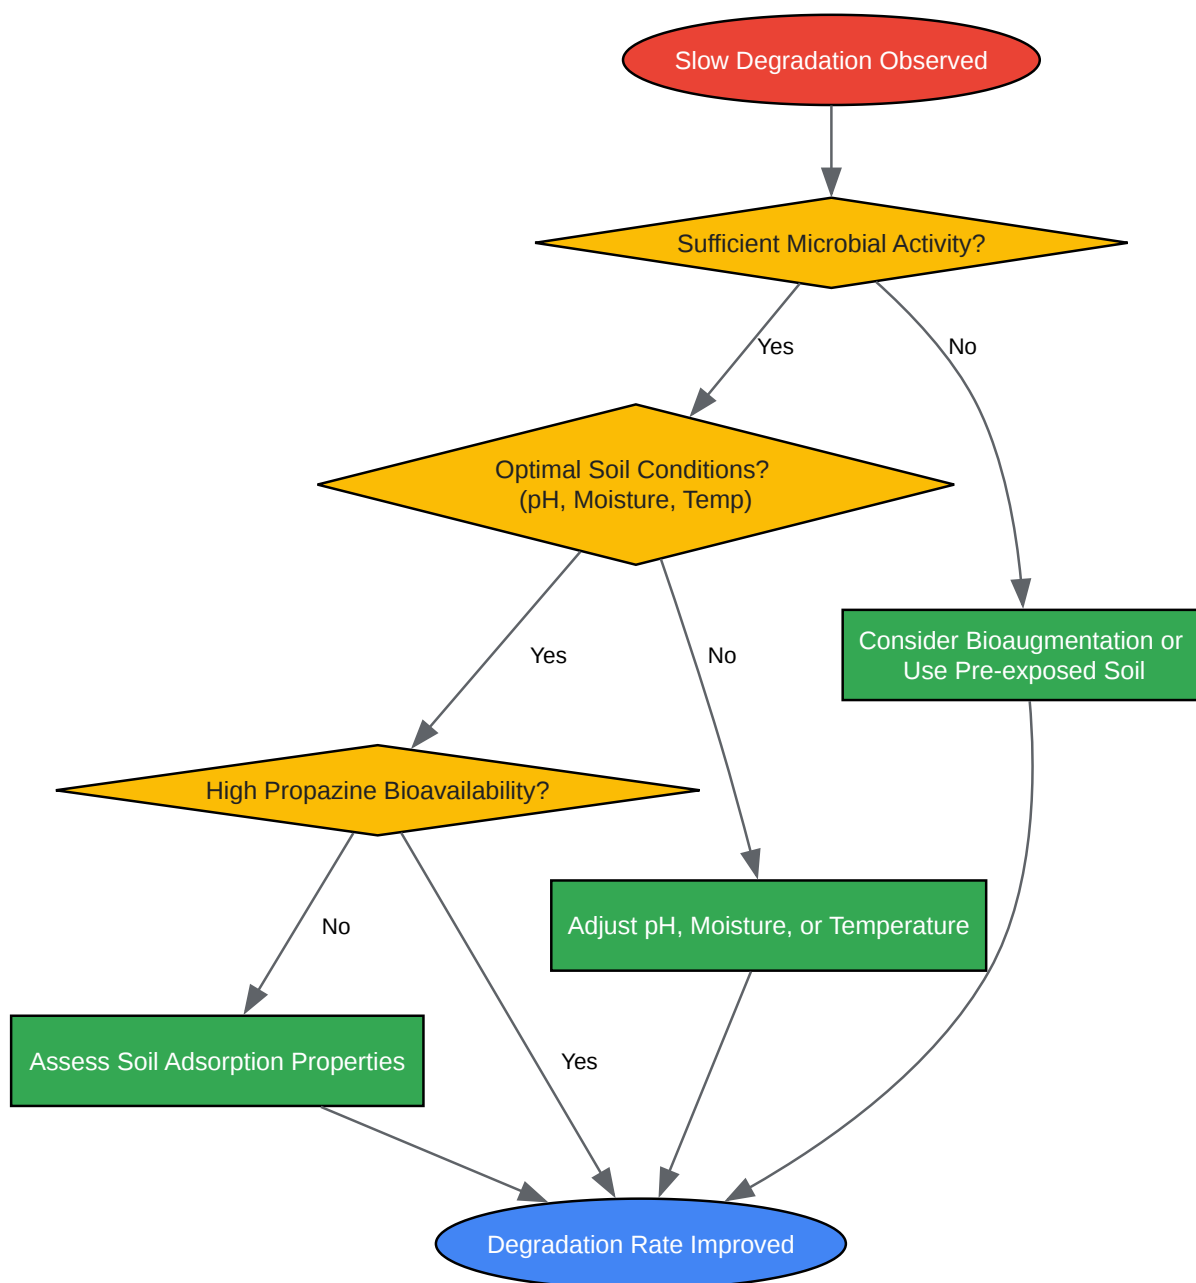 Slow Degradation Observed
Sufficient Microbial Activity?
Yes
No
Optimal Soil Conditions?
(pH, Moisture, Temp)
Consider Bioaugmentation or
Use Pre-exposed Soil
Yes
No
High Propazine Bioavailability?
No
Adjust pH, Moisture, or Temperature
Assess Soil Adsorption Properties
Yes
Degradation Rate Improved